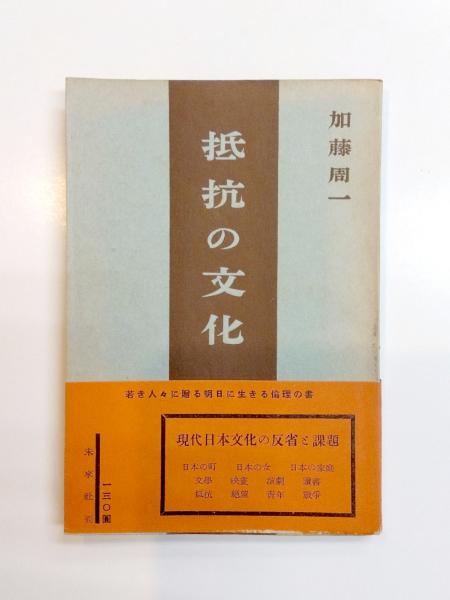 加藤周一
抵抗の文化
若き人々に贈る明日に生きる倫理の書
現代日本文化の反省と課題
日本の町 日本の女 日本の家庭
文學 映畫 演劇 讀書
抵抗 絶望 青年 戰爭
一三〇圓
未來社刊